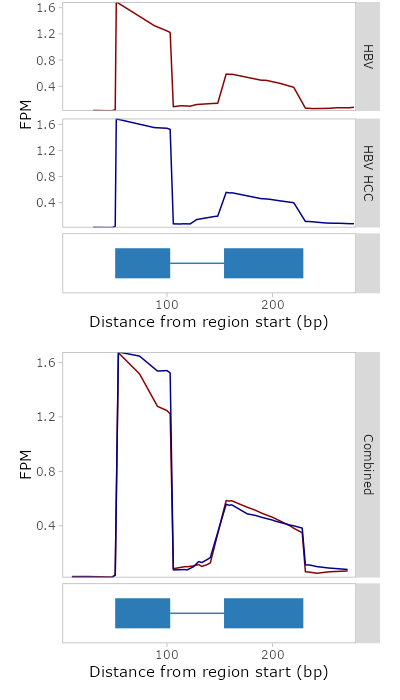 1.6
1.2
0.8
0.4
HBV
FPM
1.6
1.2
0.8
0.4
HBV HCC
100 200
Distance from region start (bp)
1.6
1.2
0.8
0.4
FPM
Combined
100 200
Distance from region start (bp)